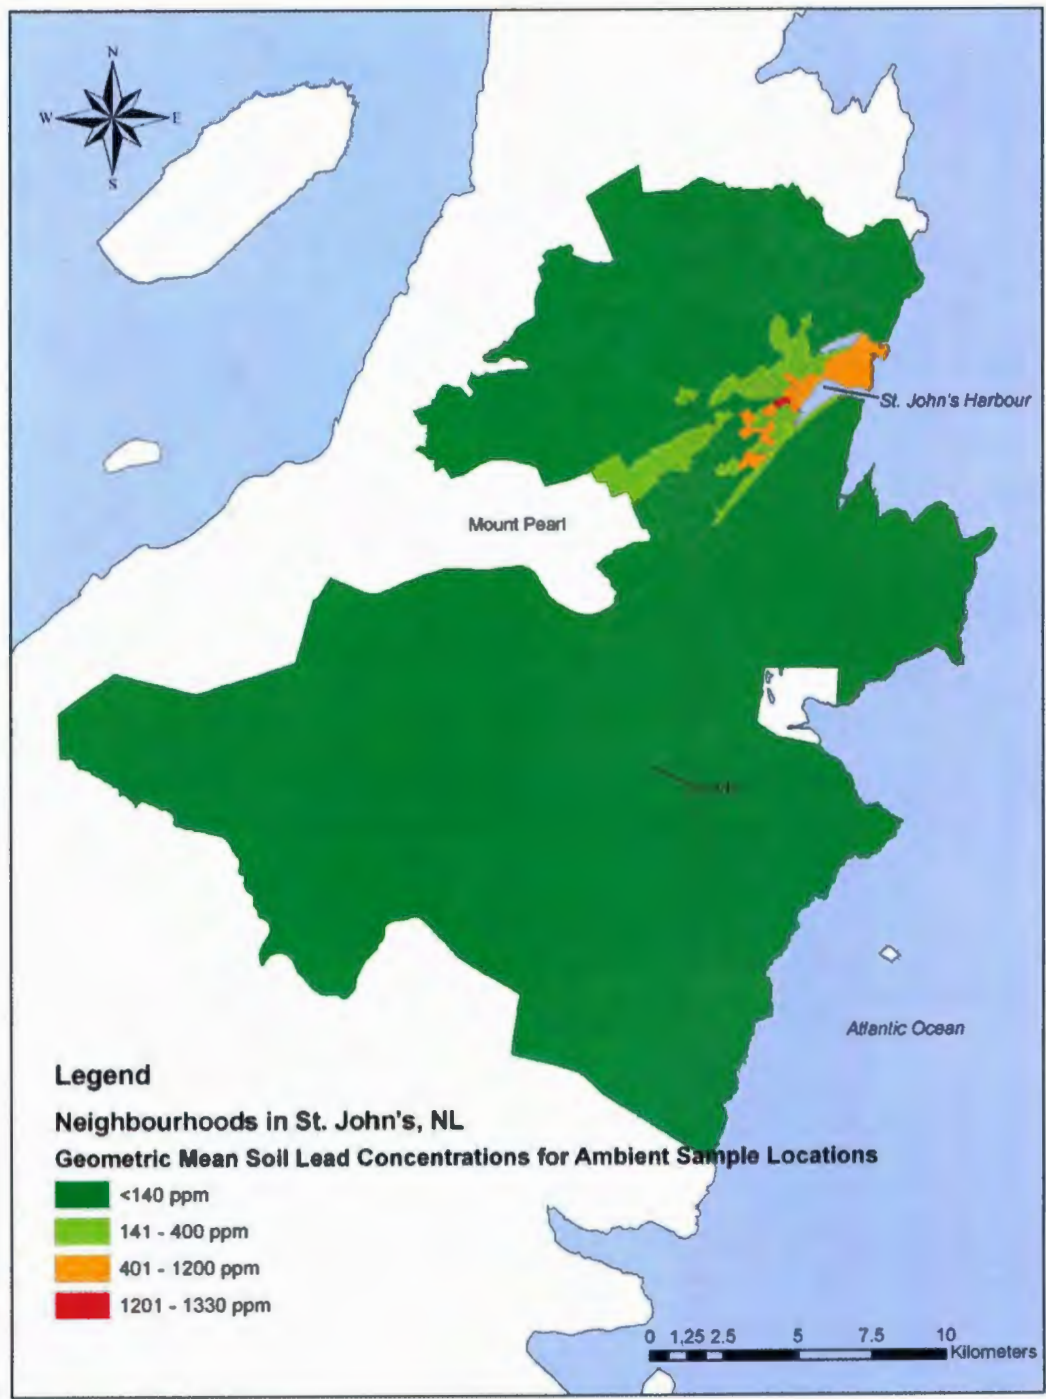 N
W E
S
St. John's Harbour
Mount Pearl
Atlantic Ocean
Legend
Neighbourhoods in St. John's, NL
Geometric Mean Soil Lead Concentrations for Ambient Sample Locations
<140 ppm
141 - 400 ppm
401 - 1200 ppm
1201 - 1330 ppm
0 1.25 2.5 5 7.5 10
Kilometers